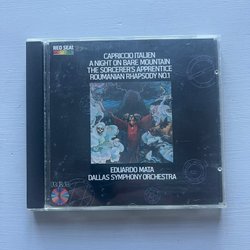 RED SEAL
CAPRICCIO ITALIEN
A NIGHT ON BARE MOUNTAIN
THE SORCERER'S APPRENTICE
ROUMANIAN RHAPSODY NO.1
EDUARDO MATA
DALLAS SYMPHONY ORCHESTRA